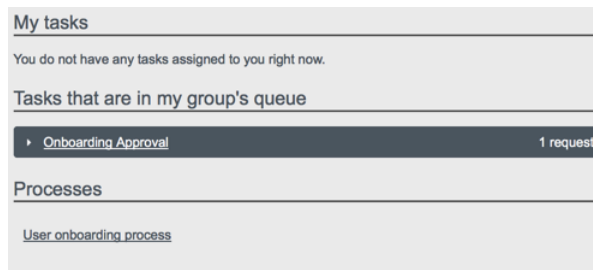 My tasks
You do not have any tasks assigned to you right now.
Tasks that are in my group's queue
Onboarding Approval 1 request
Processes
User onboarding process